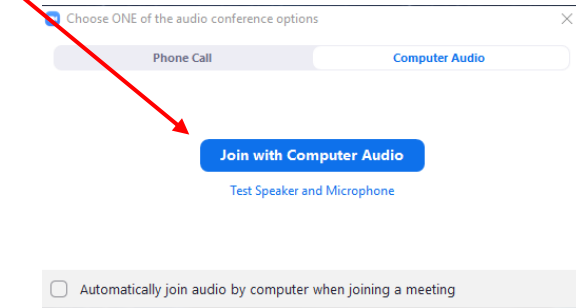 Choose ONE of the audio conference options
Phone Call
Computer Audio
Join with Computer Audio
Test Speaker and Microphone
Automatically join audio by computer when joining a meeting